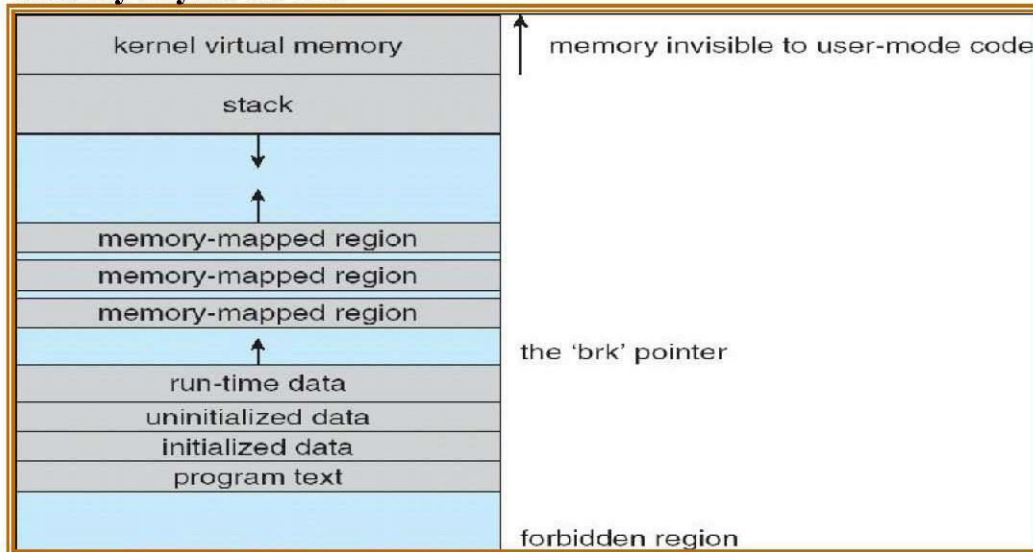 kernel virtual memory
memory invisible to user-mode code
stack
memory-mapped region
memory-mapped region
memory-mapped region
the ‘brk’ pointer
run-time data
uninitialized data
initialized data
program text
forbidden region